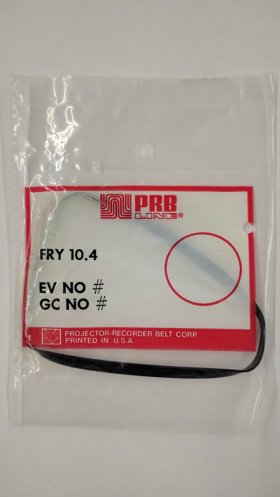 PRB
LINE®
FRY 10.4
EV NO #
GC NO #
PROJECTOR-RECORDER BELT CORP
PRINTED IN U.S.A.